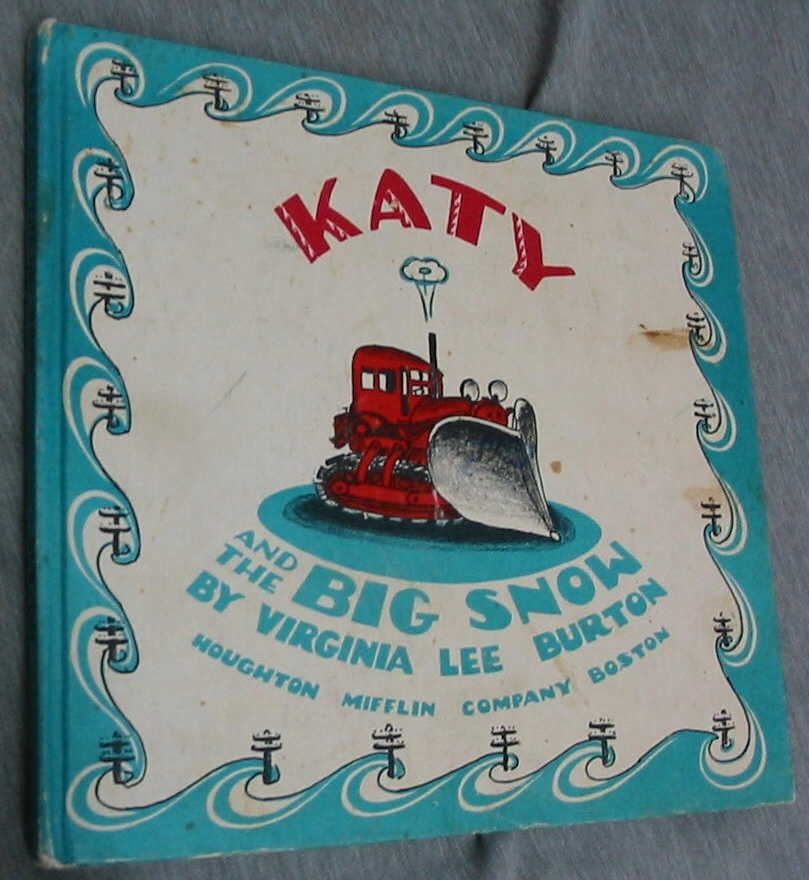 KATY
AND
THE BIG SNOW
BY VIRGINIA LEE BURTON
HOUGHTON MIFFLIN COMPANY BOSTON